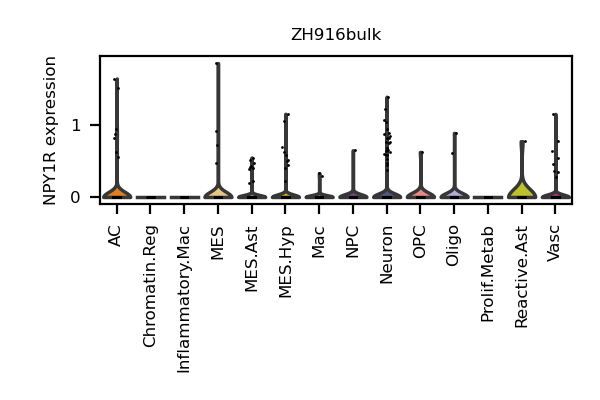 ZH916bulk
NPY1R expression
1
0
AC
Chromatin.Reg
Inflammatory.Mac
MES
MES.Ast
MES.Hyp
Mac
NPC
Neuron
OPC
Oligo
Prolif.Metab
Reactive.Ast
Vasc